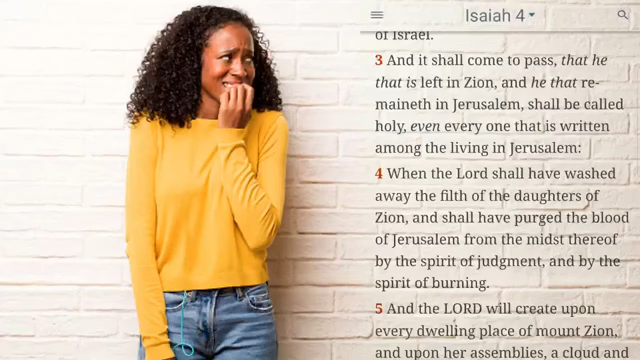 Isaiah 4
of Israel.
3 And it shall come to pass, that he
that is left in Zion, and he that re-
maineth in Jerusalem, shall be called
holy, even every one that is written
among the living in Jerusalem:
4 When the Lord shall have washed
away the filth of the daughters of
Zion, and shall have purged the blood
of Jerusalem from the midst thereof
by the spirit of judgment, and by the
spirit of burning.
5 And the LORD will create upon
every dwelling place of mount Zion,
and upon her assemblies, a cloud and